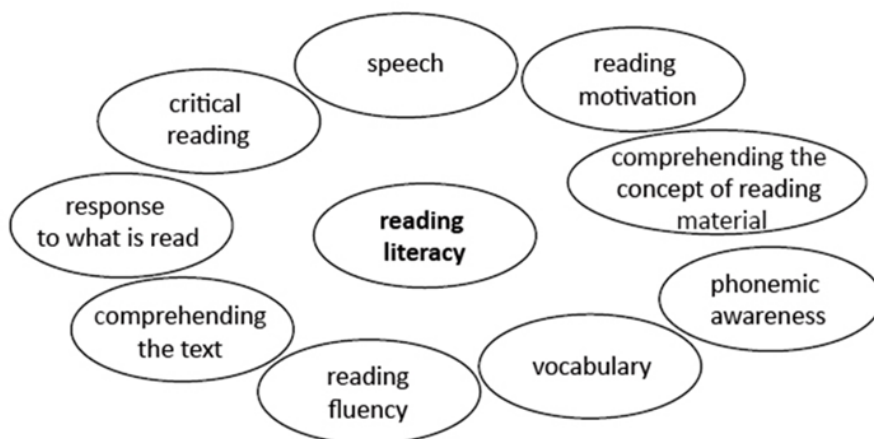 speech
reading
motivation
critical
reading
comprehending the
concept of reading
material
response
to what is read
reading
literacy
phonemic
awareness
comprehending
the text
vocabulary
reading
fluency